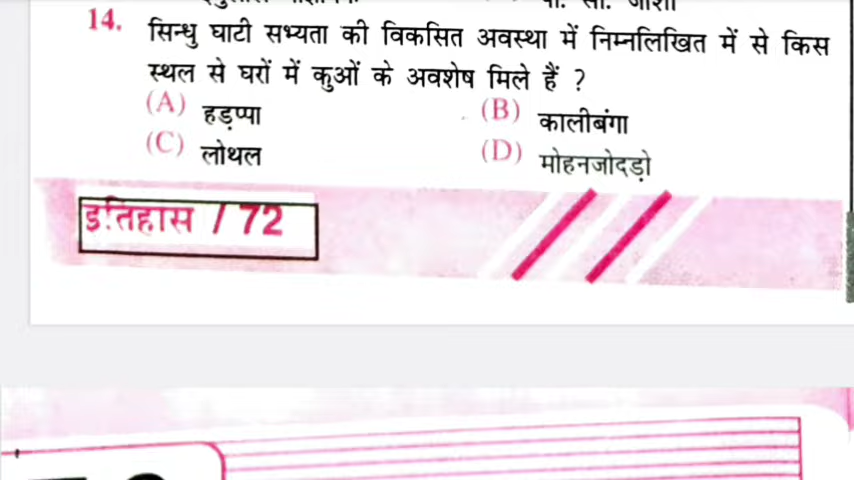 14. सिन्धु घाटी सभ्यता की विकसित अवस्था में निम्नलिखित में से किस
स्थल से घरों में कुओं के अवशेष मिले हैं ?
(A) हड़प्पा (B) कालीबंगा
(C) लोथल (D) मोहनजोदड़ो
इतिहास / 72